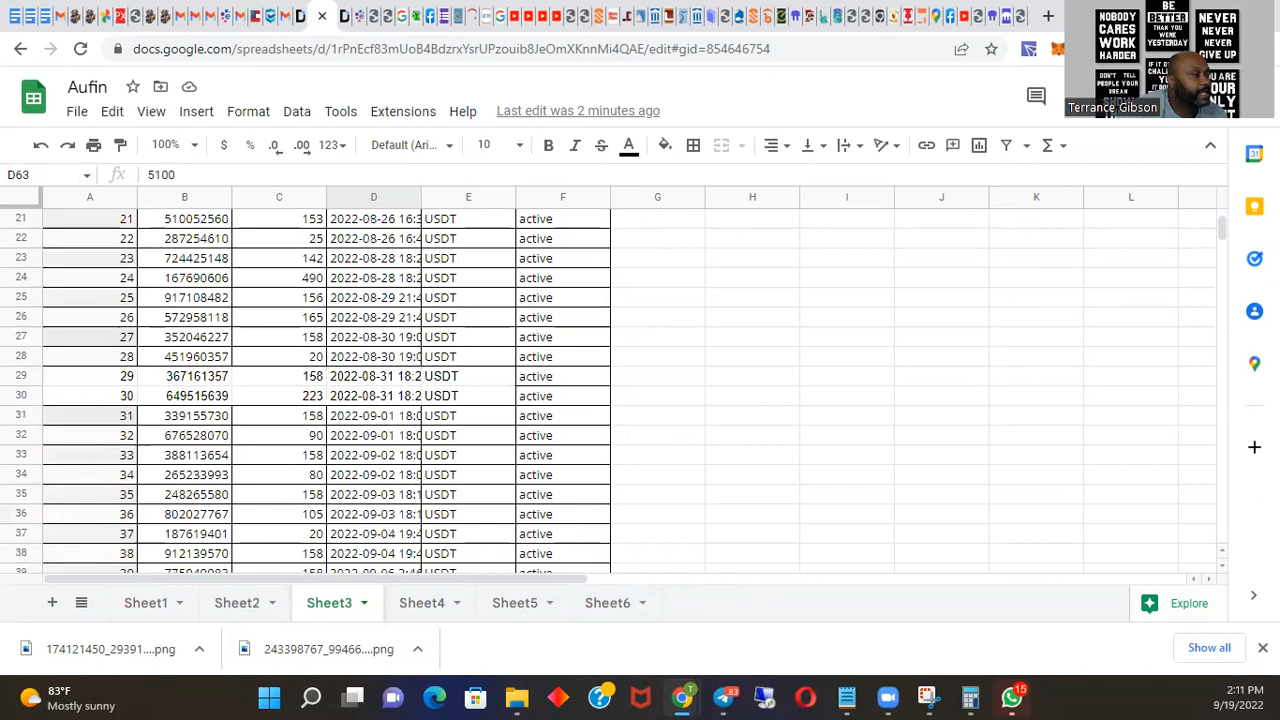 docs.google.com/spreadsheets/d/1rPnEcf83mUoB4BdzrxYsrUPzouib8JeOmXKnnMi4QAE/edit#gid=854646754
NOBODY CARES WORK HARDER
BE BETTER THAN YOU WERE YESTERDAY
NEVER NEVER NEVER GIVE UP
Terrance Gibson
Aufin
File Edit View Insert Format Data Tools Extensions Help Last edit was 2 minutes ago
100% $ % .0 .00 123 Default (Ari... 10 B I S A
D63 fx 5100
A B C D E F G H I J K L
21 21 510052560 153 2022-08-26 16:3 USDT active
22 22 287254610 25 2022-08-26 16:4 USDT active
23 23 724425148 142 2022-08-28 18:2 USDT active
24 24 167690606 490 2022-08-28 18:2 USDT active
25 25 917108482 156 2022-08-29 21:4 USDT active
26 26 572958118 165 2022-08-29 21:4 USDT active
27 27 352046227 158 2022-08-30 19:0 USDT active
28 28 451960357 20 2022-08-30 19:0 USDT active
29 29 367161357 158 2022-08-31 18:2 USDT active
30 30 649515639 223 2022-08-31 18:2 USDT active
31 31 339155730 158 2022-09-01 18:0 USDT active
32 32 676528070 90 2022-09-01 18:0 USDT active
33 33 388113654 158 2022-09-02 18:0 USDT active
34 34 265233993 80 2022-09-02 18:0 USDT active
35 35 248265580 158 2022-09-03 18:1 USDT active
36 36 802027767 105 2022-09-03 18:1 USDT active
37 37 187619401 20 2022-09-04 19:4 USDT active
38 38 912139570 158 2022-09-04 19:4 USDT active
Sheet1 Sheet2 Sheet3 Sheet4 Sheet5 Sheet6 Explore
174121450_29391....png 243398767_99466....png Show all
83°F 83 15 2:11 PM
Mostly sunny 9/19/2022